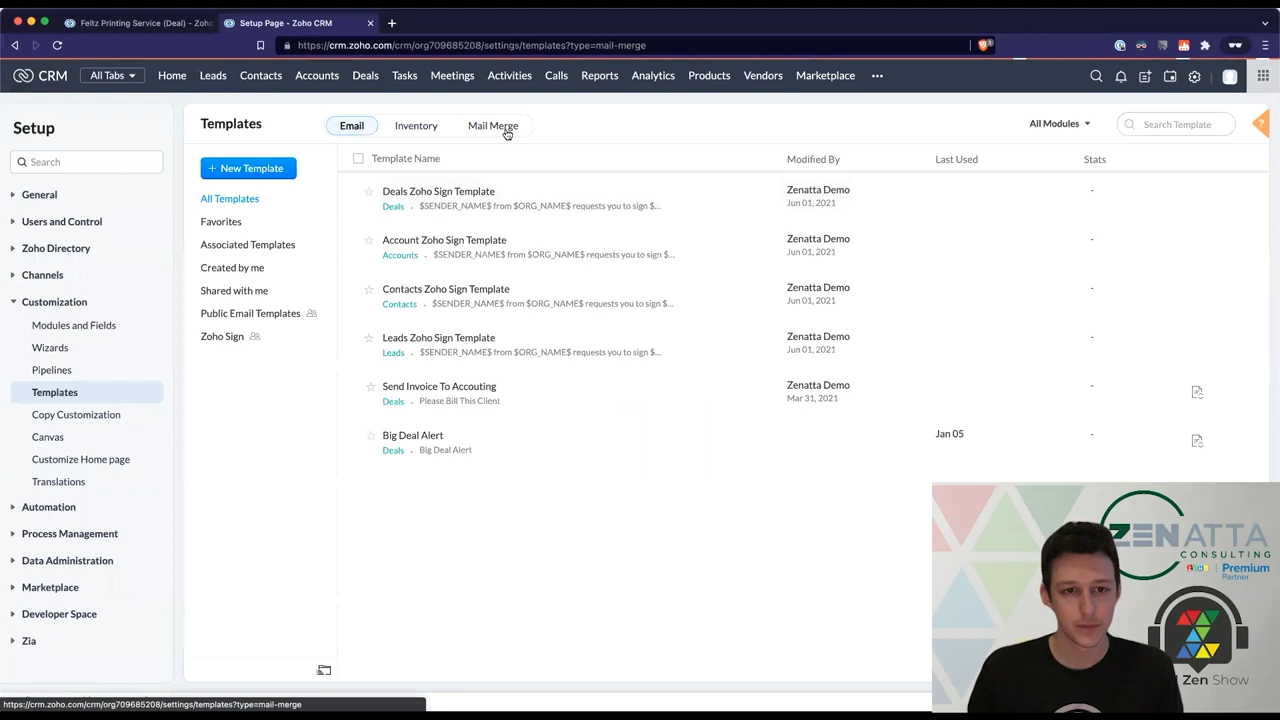 Feltz Printing Service (Deal) - Zoho
Setup Page - Zoho CRM
https://crm.zoho.com/crm/org709685208/settings/templates?type=mail-merge
CRM
All Tabs
Home
Leads
Contacts
Accounts
Deals
Tasks
Meetings
Activities
Calls
Reports
Analytics
Products
Vendors
Marketplace
Setup
Search
General
Users and Control
Zoho Directory
Channels
Customization
Modules and Fields
Wizards
Pipelines
Templates
Copy Customization
Canvas
Customize Home page
Translations
Automation
Process Management
Data Administration
Marketplace
Developer Space
Zia
Templates
Email
Inventory
Mail Merge
All Modules
Search Template
?
+ New Template
All Templates
Favorites
Associated Templates
Created by me
Shared with me
Public Email Templates
Zoho Sign
Template Name
Modified By
Last Used
Stats
Deals Zoho Sign Template
Zenatta Demo
-
Deals • $SENDER_NAME$ from $ORG_NAME$ requests you to sign $...
Jun 01, 2021
Account Zoho Sign Template
Zenatta Demo
-
Accounts • $SENDER_NAME$ from $ORG_NAME$ requests you to sign $...
Jun 01, 2021
Contacts Zoho Sign Template
Zenatta Demo
-
Contacts • $SENDER_NAME$ from $ORG_NAME$ requests you to sign $...
Jun 01, 2021
Leads Zoho Sign Template
Zenatta Demo
-
Leads • $SENDER_NAME$ from $ORG_NAME$ requests you to sign $...
Jun 01, 2021
Send Invoice To Accouting
Zenatta Demo
-
Deals • Please Bill This Client
Mar 31, 2021
Big Deal Alert
Jan 05
-
Deals • Big Deal Alert
ZENATTA
CONSULTING
ZOHO Premium
Partner
l Zen Show
https://crm.zoho.com/crm/org709685208/settings/templates?type=mail-merge